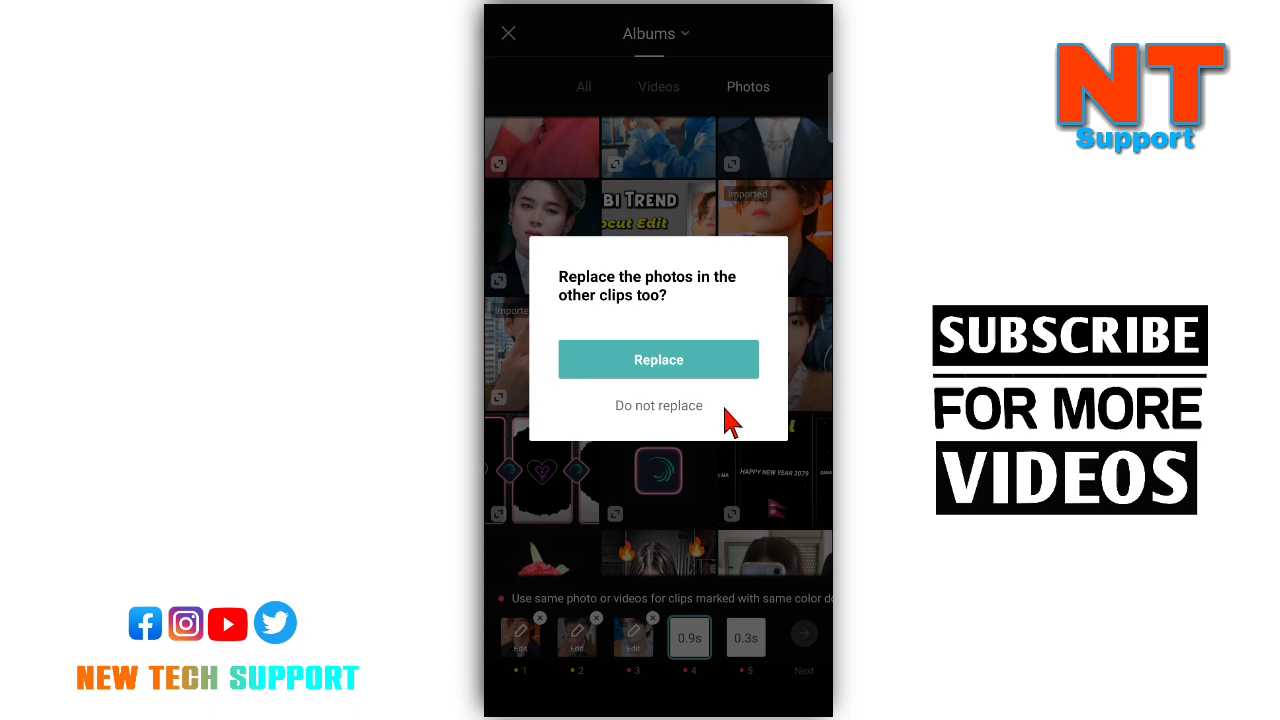 Albums
All Videos Photos
BI TREND
Imported
Replace the photos in the
other clips too?
Replace
Do not replace
HAPPY NEW YEAR 2079
Use same photo or videos for clips marked with same color
Edit Edit Edit 0.9s 0.3s
1 2 3 4 5 Next
NT
Support
SUBSCRIBE
FOR MORE
VIDEOS
NEW TECH SUPPORT